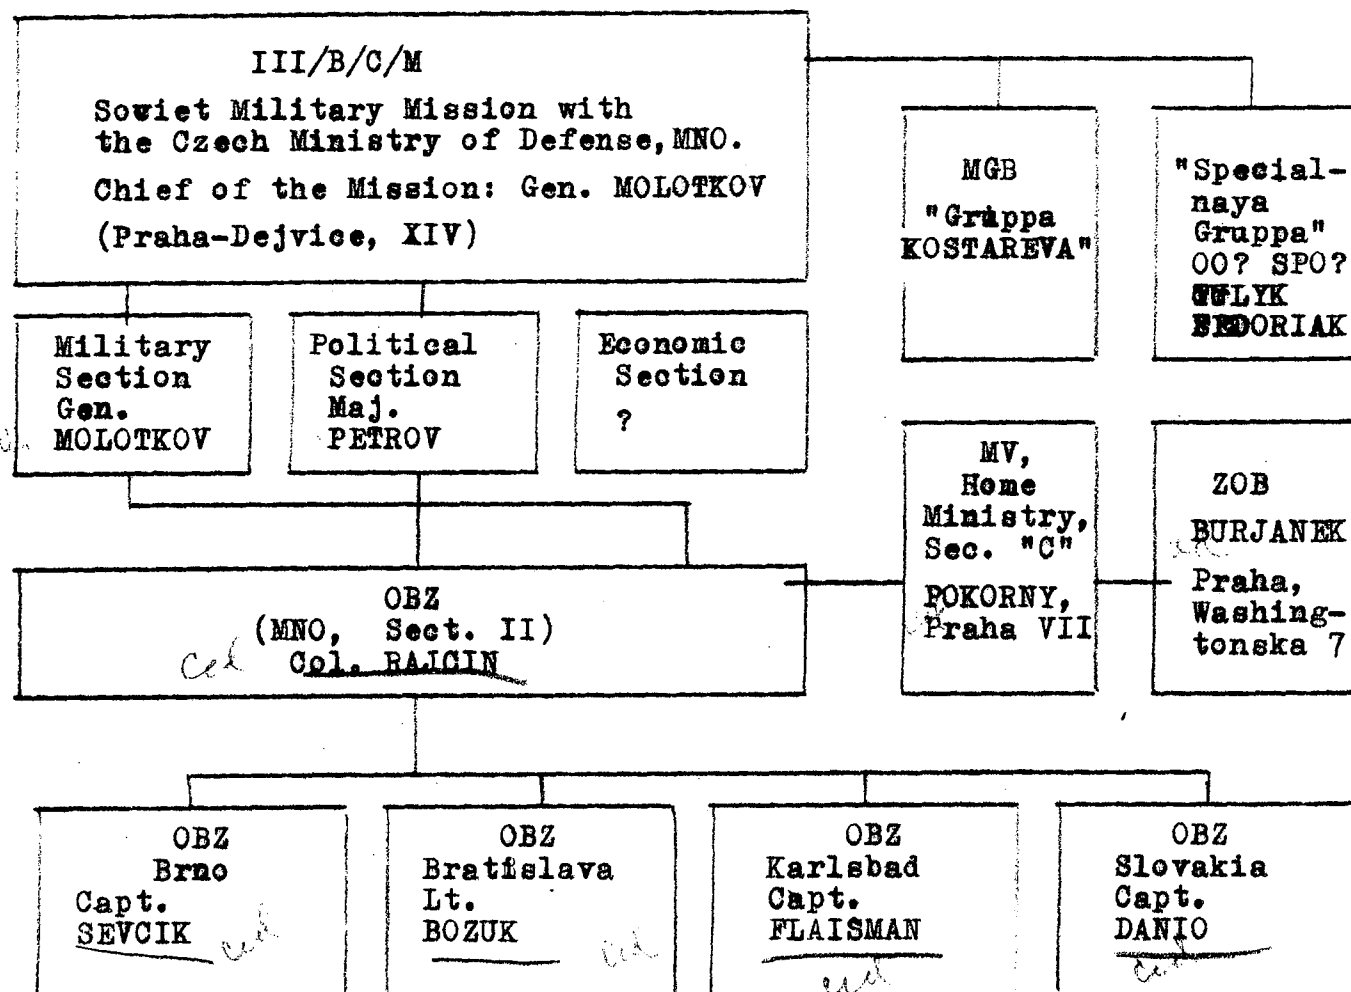 III/B/C/M
Soviet Military Mission with
the Czech Ministry of Defense, MNO.
Chief of the Mission: Gen. MOLOTKOV
(Praha-Dejvice, XIV)
MGB
"Gruppa
KOSTAREVA"
"Special-
naya
Gruppa"
OO? SPO?
FEDORIAK
Military
Section
Gen.
MOLOTKOV
Political
Section
Maj.
PETROV
Economic
Section
?
MV,
Home
Ministry,
Sec. "C"
POKORNY,
Praha VII
ZOB
BURJANEK
Praha,
Washing-
tonska 7
OBZ
(MNO, Sect. II)
Col. RAJCIN
OBZ
Brno
Capt.
SEVCIK
OBZ
Bratislava
Lt.
BOZUK
OBZ
Karlsbad
Capt.
FLAISMAN
OBZ
Slovakia
Capt.
DANIO